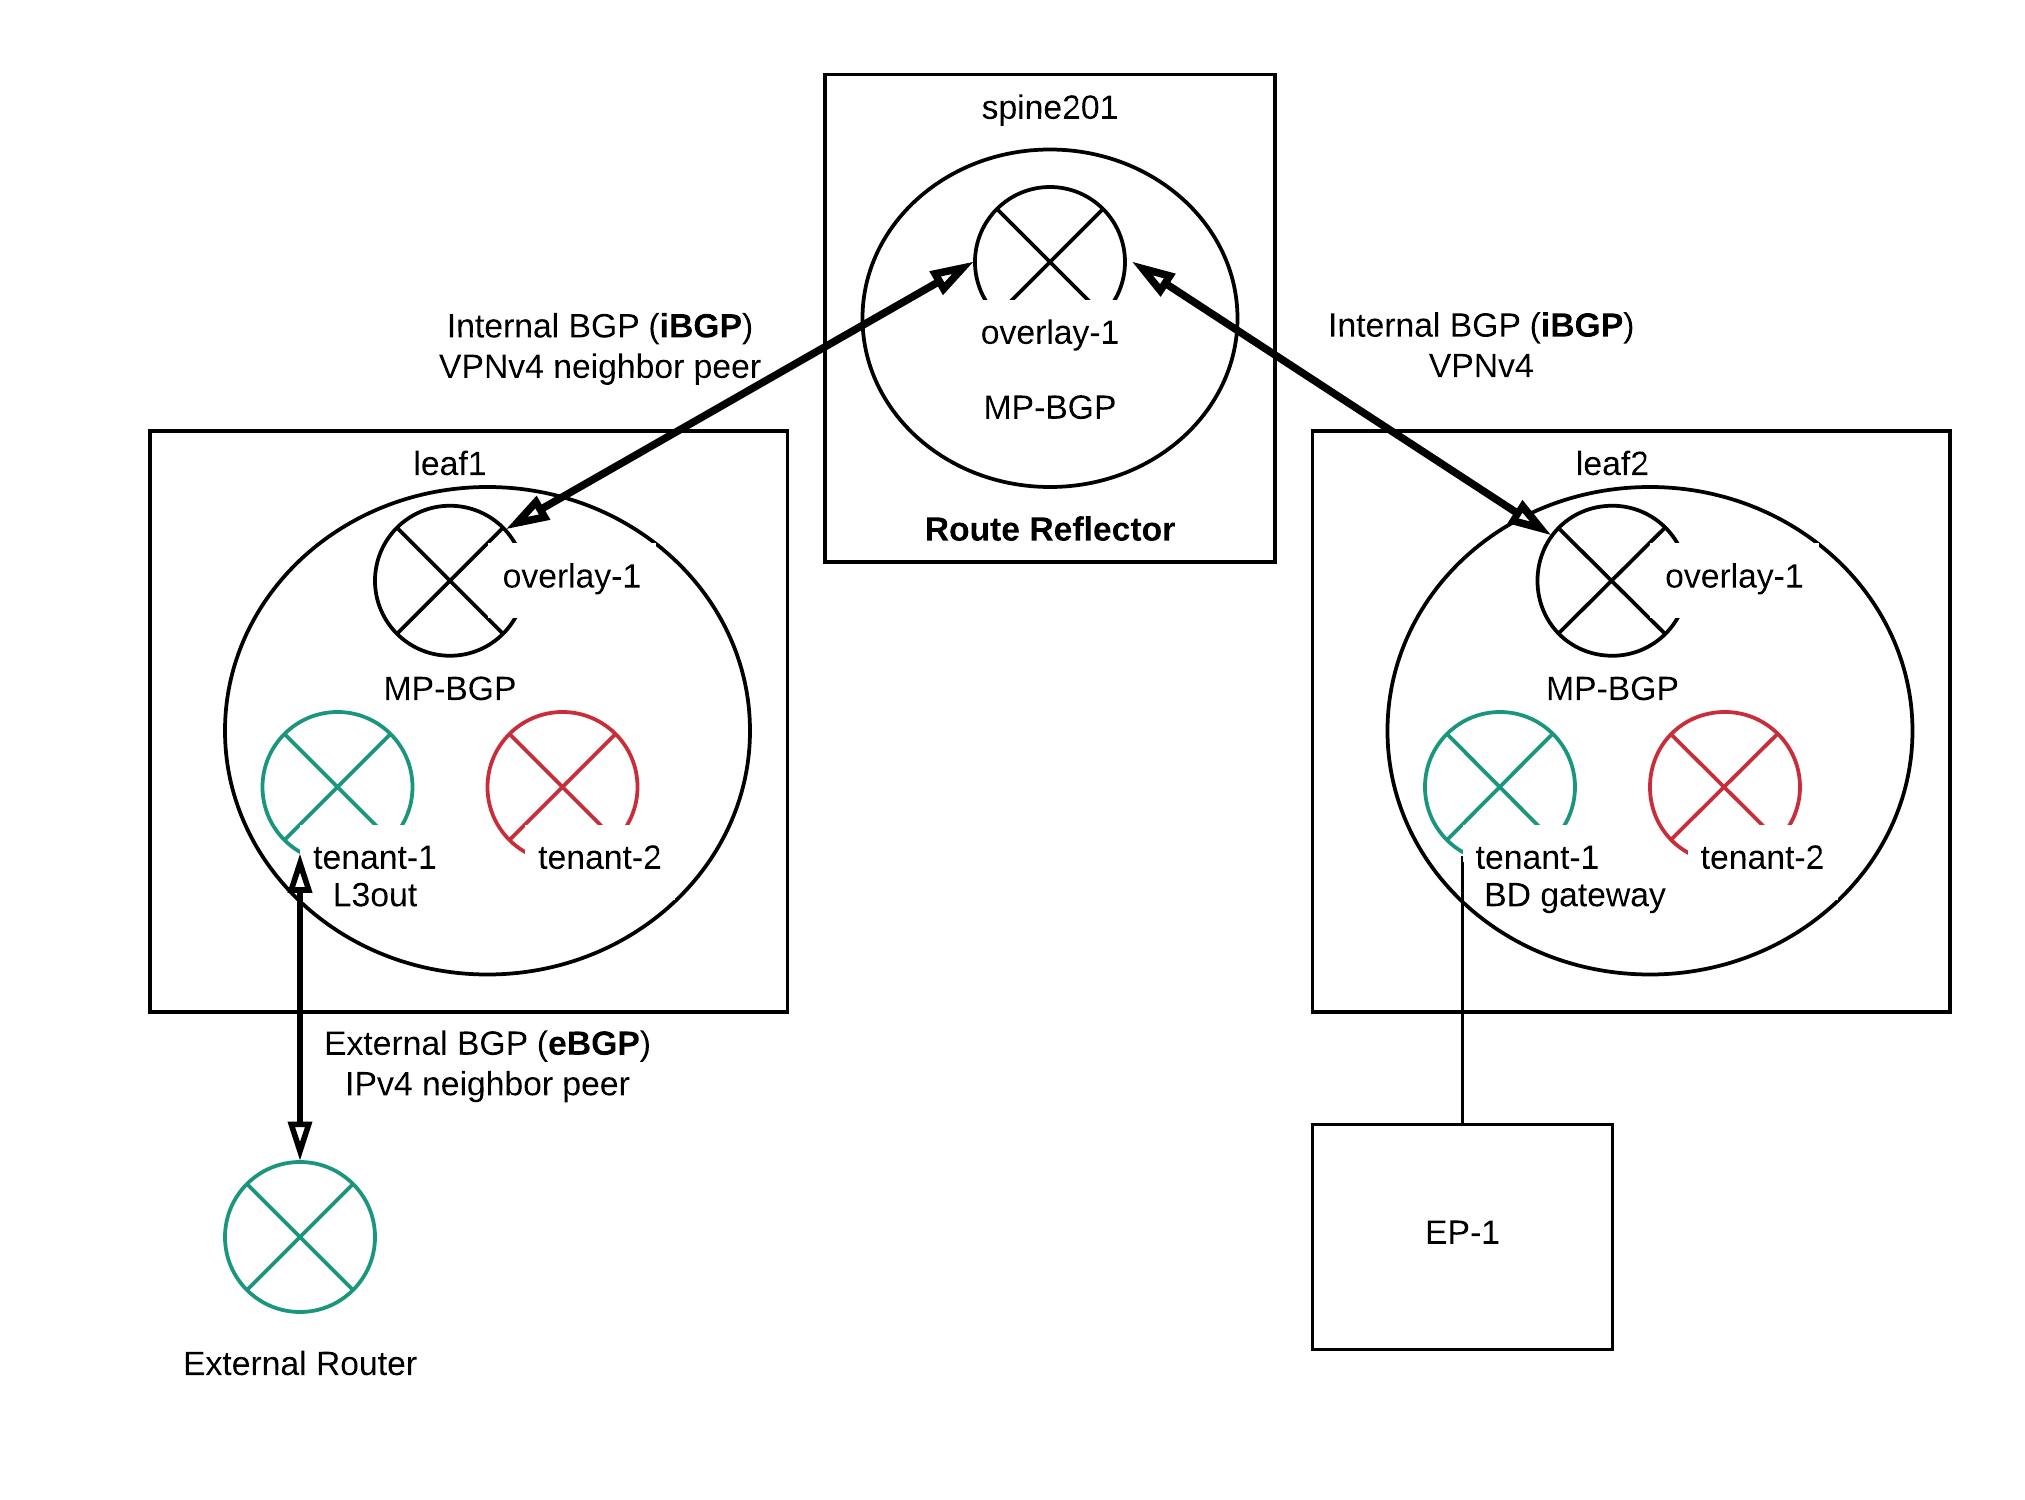 spine201
overlay-1
MP-BGP
Route Reflector
Internal BGP (iBGP)
VPNv4 neighbor peer
Internal BGP (iBGP)
VPNv4
leaf1
overlay-1
MP-BGP
tenant-1
L3out
tenant-2
leaf2
overlay-1
MP-BGP
tenant-1
BD gateway
tenant-2
External BGP (eBGP)
IPv4 neighbor peer
External Router
EP-1